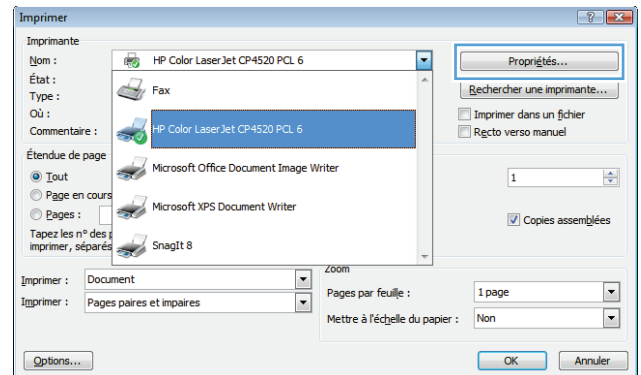 Imprimer
Imprimante
Nom : HP Color LaserJet CP4520 PCL 6 Propriétés...
État :
Fax
Type : Rechercher une imprimante...
Où : Imprimer dans un fichier
HP Color LaserJet CP4520 PCL 6
Commentaire : Recto verso manuel
Étendue de page
Microsoft Office Document Image Writer
Tout 1
Page en cours
Microsoft XPS Document Writer
Pages : Copies assemblées
Tapez les n° des
imprimer, séparés
SnagIt 8
Zoom
Imprimer : Document
Pages par feuille : 1 page
Imprimer : Pages paires et impaires
Mettre à l'échelle du papier : Non
Options... OK Annuler